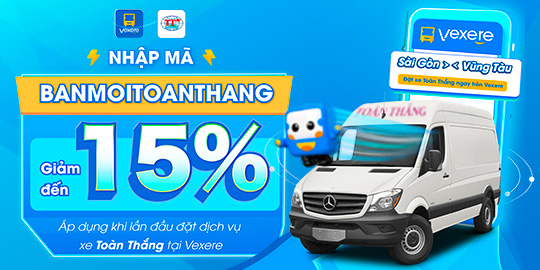 vexere
NHẬP MÃ
BANMOITOANTHANG
Giảm
đến
15%
Áp dụng khi lần đầu đặt dịch vụ
xe Toàn Thắng tại Vexere
vexere
Sài Gòn > < Vũng Tàu
Đặt xe Toàn Thắng ngay trên Vexere
TOÀN THẮNG